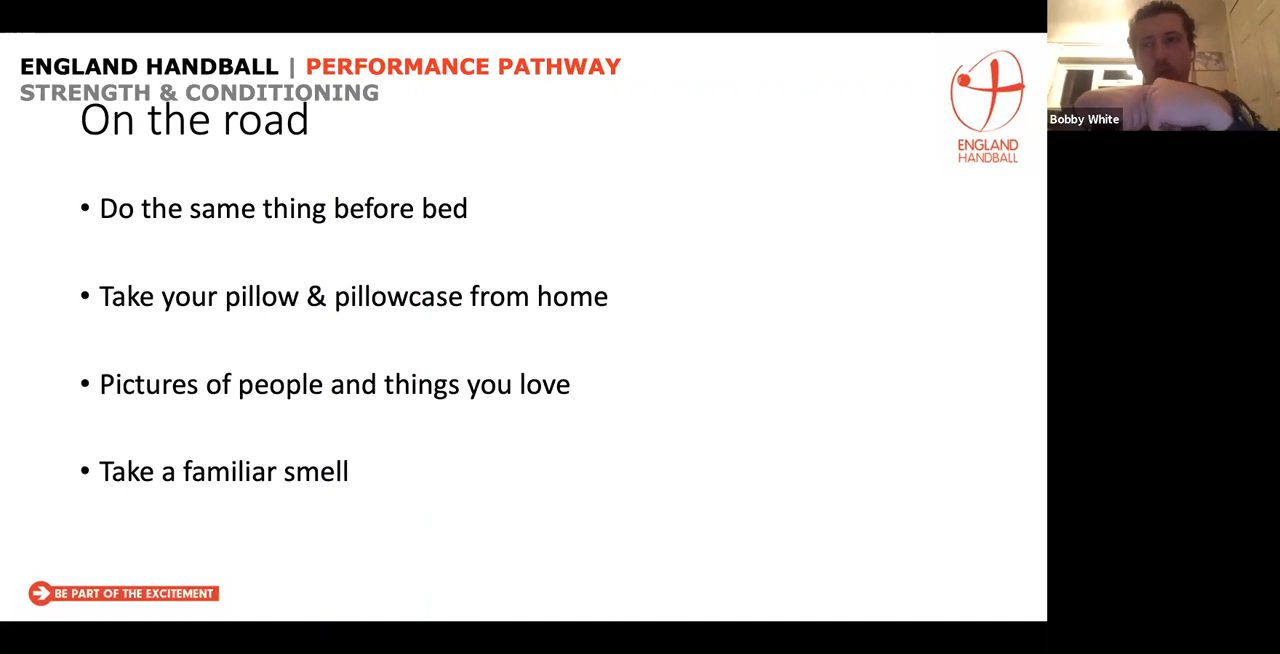 ENGLAND HANDBALL | PERFORMANCE PATHWAY
STRENGTH & CONDITIONING
On the road
• Do the same thing before bed
• Take your pillow & pillowcase from home
• Pictures of people and things you love
• Take a familiar smell
BE PART OF THE EXCITEMENT
ENGLAND
HANDBALL
Bobby White